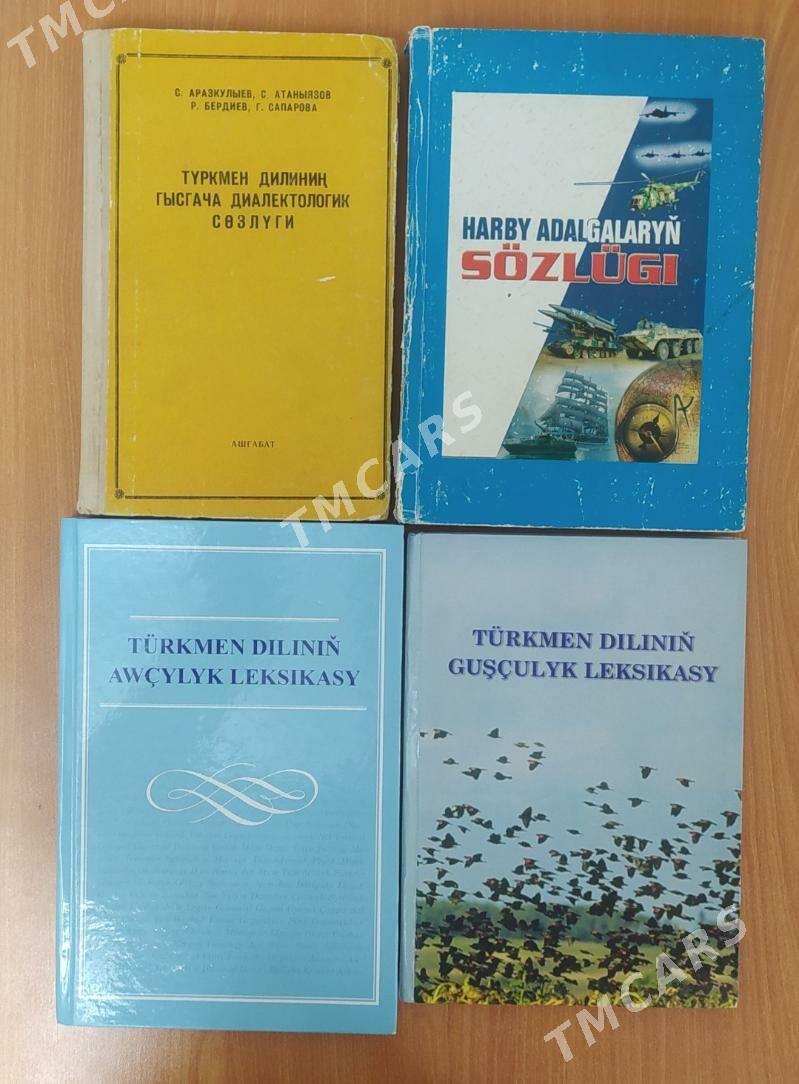 TMCARS
С. АРАЗКУЛЫЕВ, С. АТАНЫЯЗОВ
Р. БЕРДИЕВ, Г. САПАРОВА
ТҮРКМЕН ДИЛИНИҢ
ГЫСГАЧА ДИАЛЕКТОЛОГИК
СӨЗЛҮГИ
АШГАБАТ
HARBY ADALGALARYŇ
SÖZLÜGI
TMCARS
TÜRKMEN DILINIŇ
AWÇYLYK LEKSIKASY
TÜRKMEN DILINIŇ
GUŞÇULYK LEKSIKASY
TMCARS